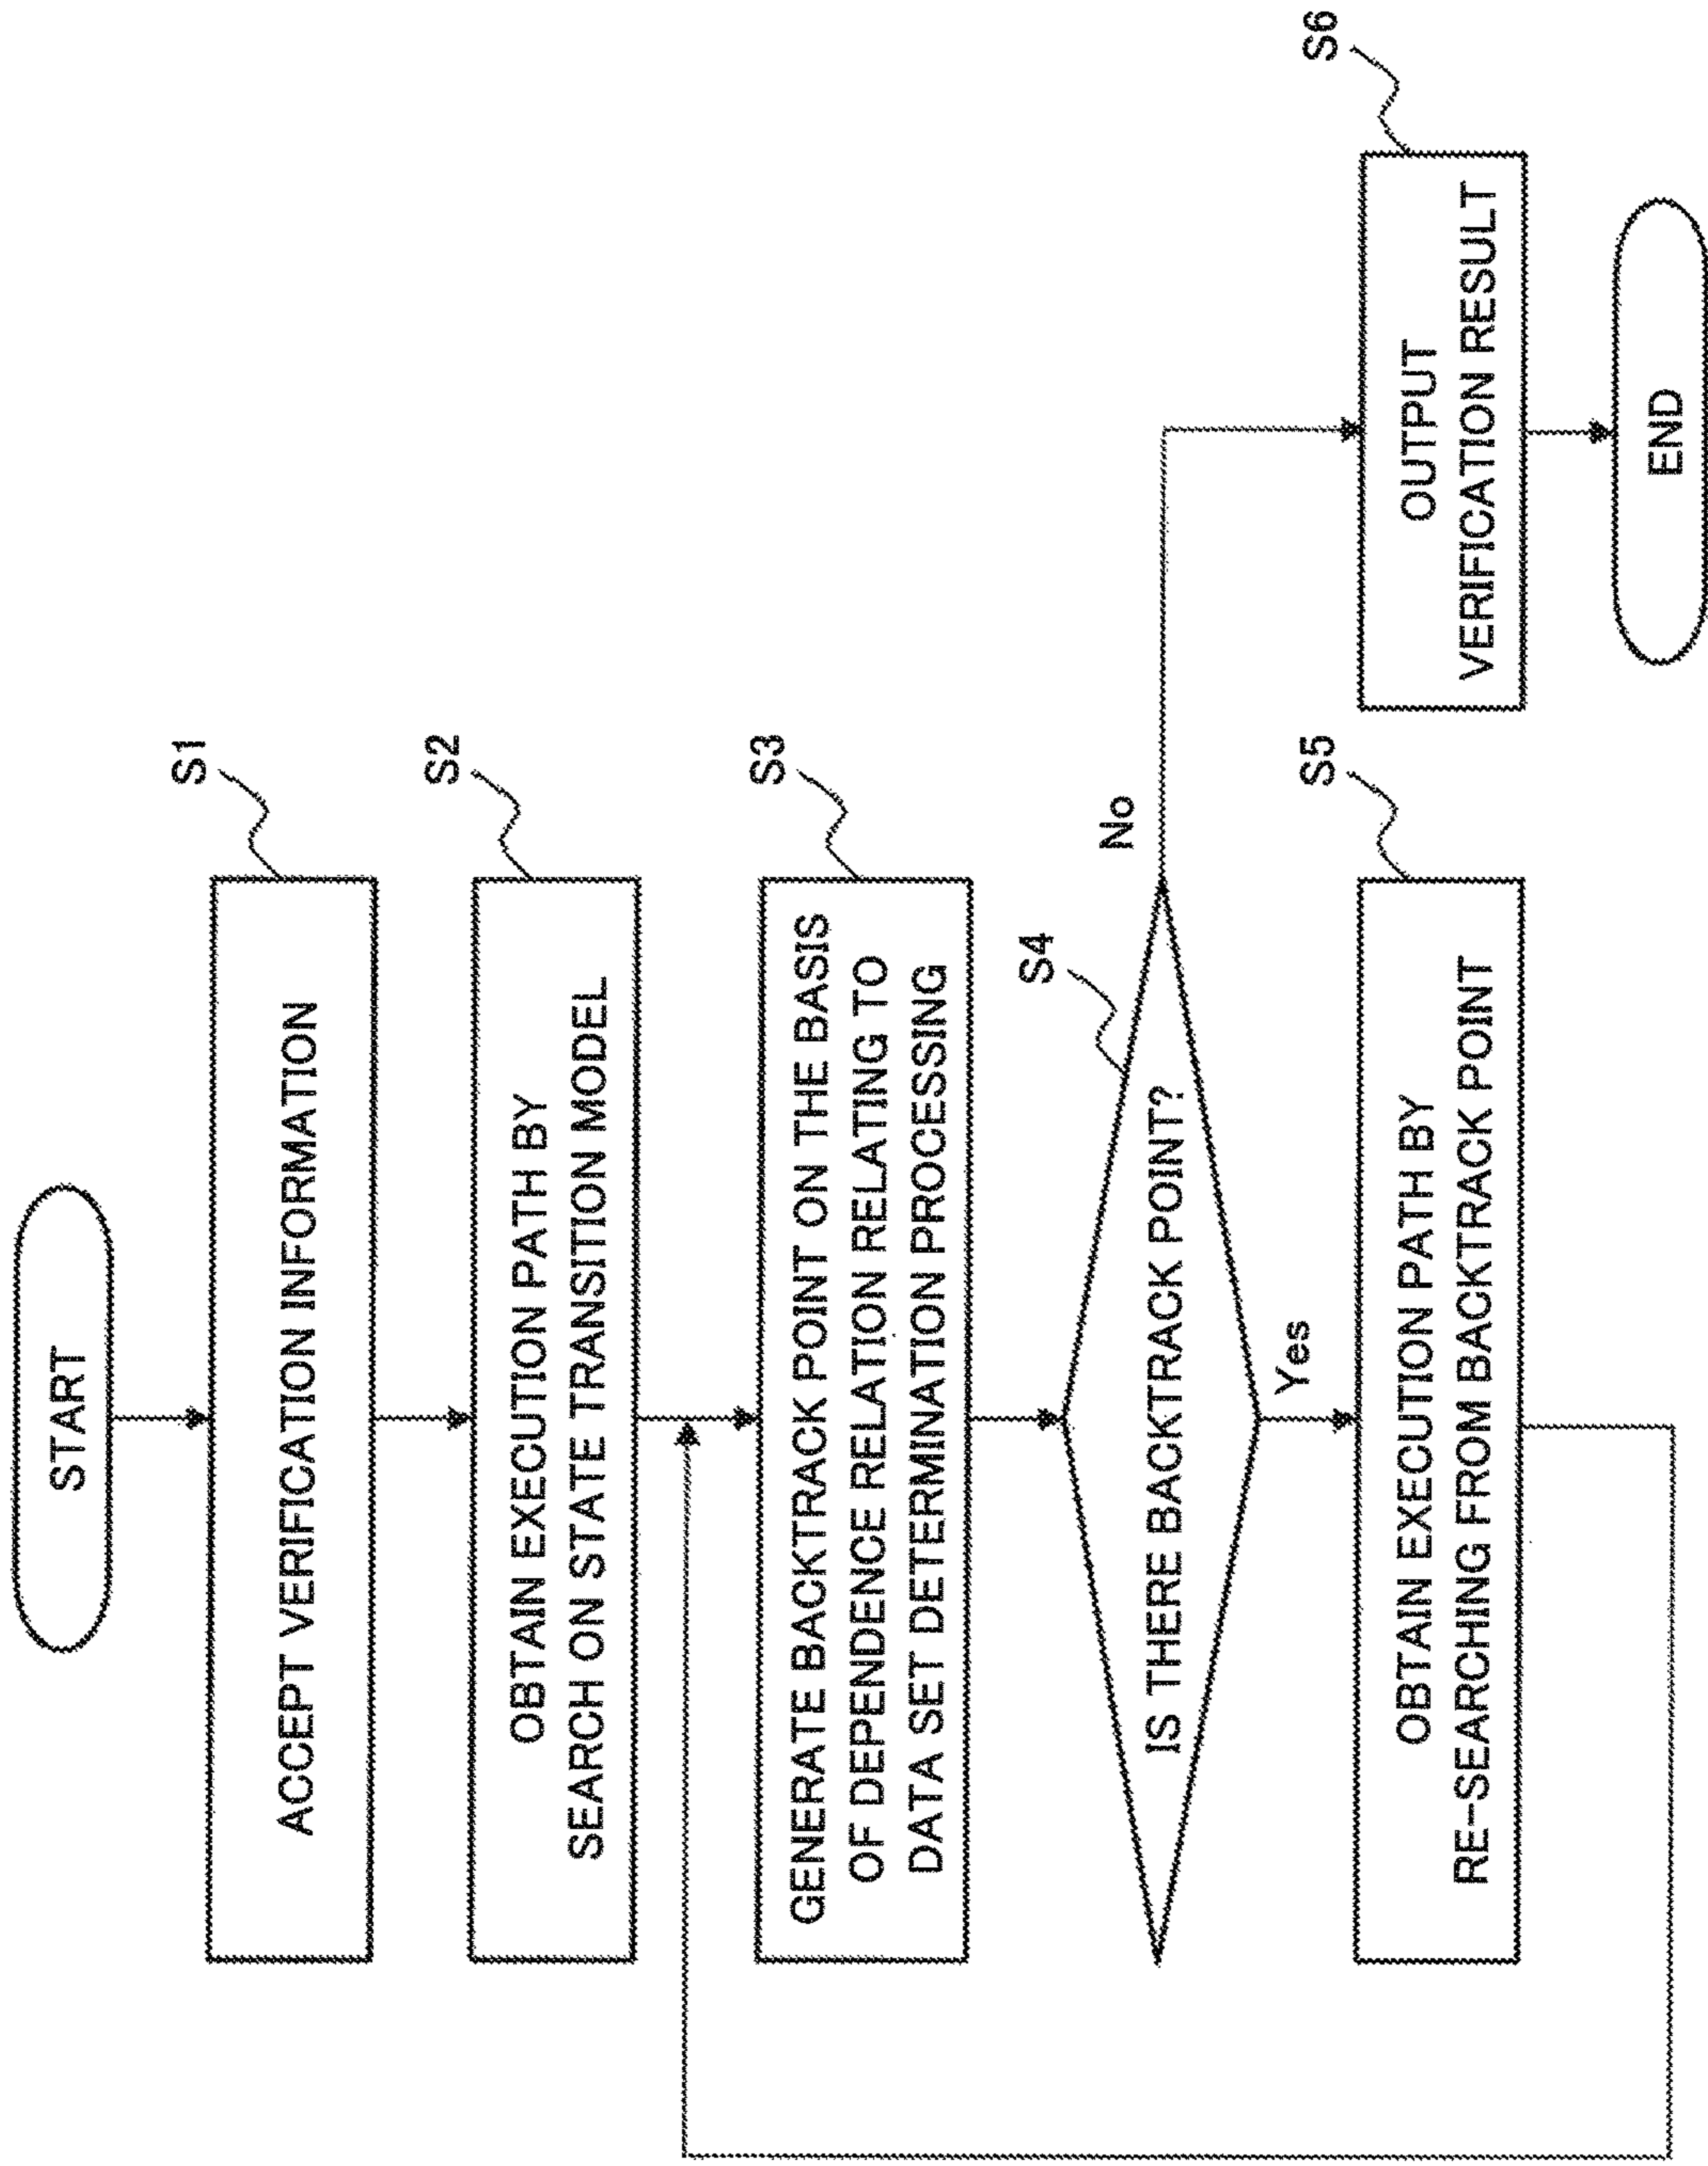 START
S1
ACCEPT VERIFICATION INFORMATION
S2
OBTAIN EXECUTION PATH BY
SEARCH ON STATE TRANSITION MODEL
S3
GENERATE BACKTRACK POINT ON THE BASIS
OF DEPENDENCE RELATION RELATING TO
DATA SET DETERMINATION PROCESSING
S4
IS THERE BACKTRACK POINT?
No
Yes
S5
OBTAIN EXECUTION PATH BY
RE-SEARCHING FROM BACKTRACK POINT
S6
OUTPUT
VERIFICATION RESULT
END